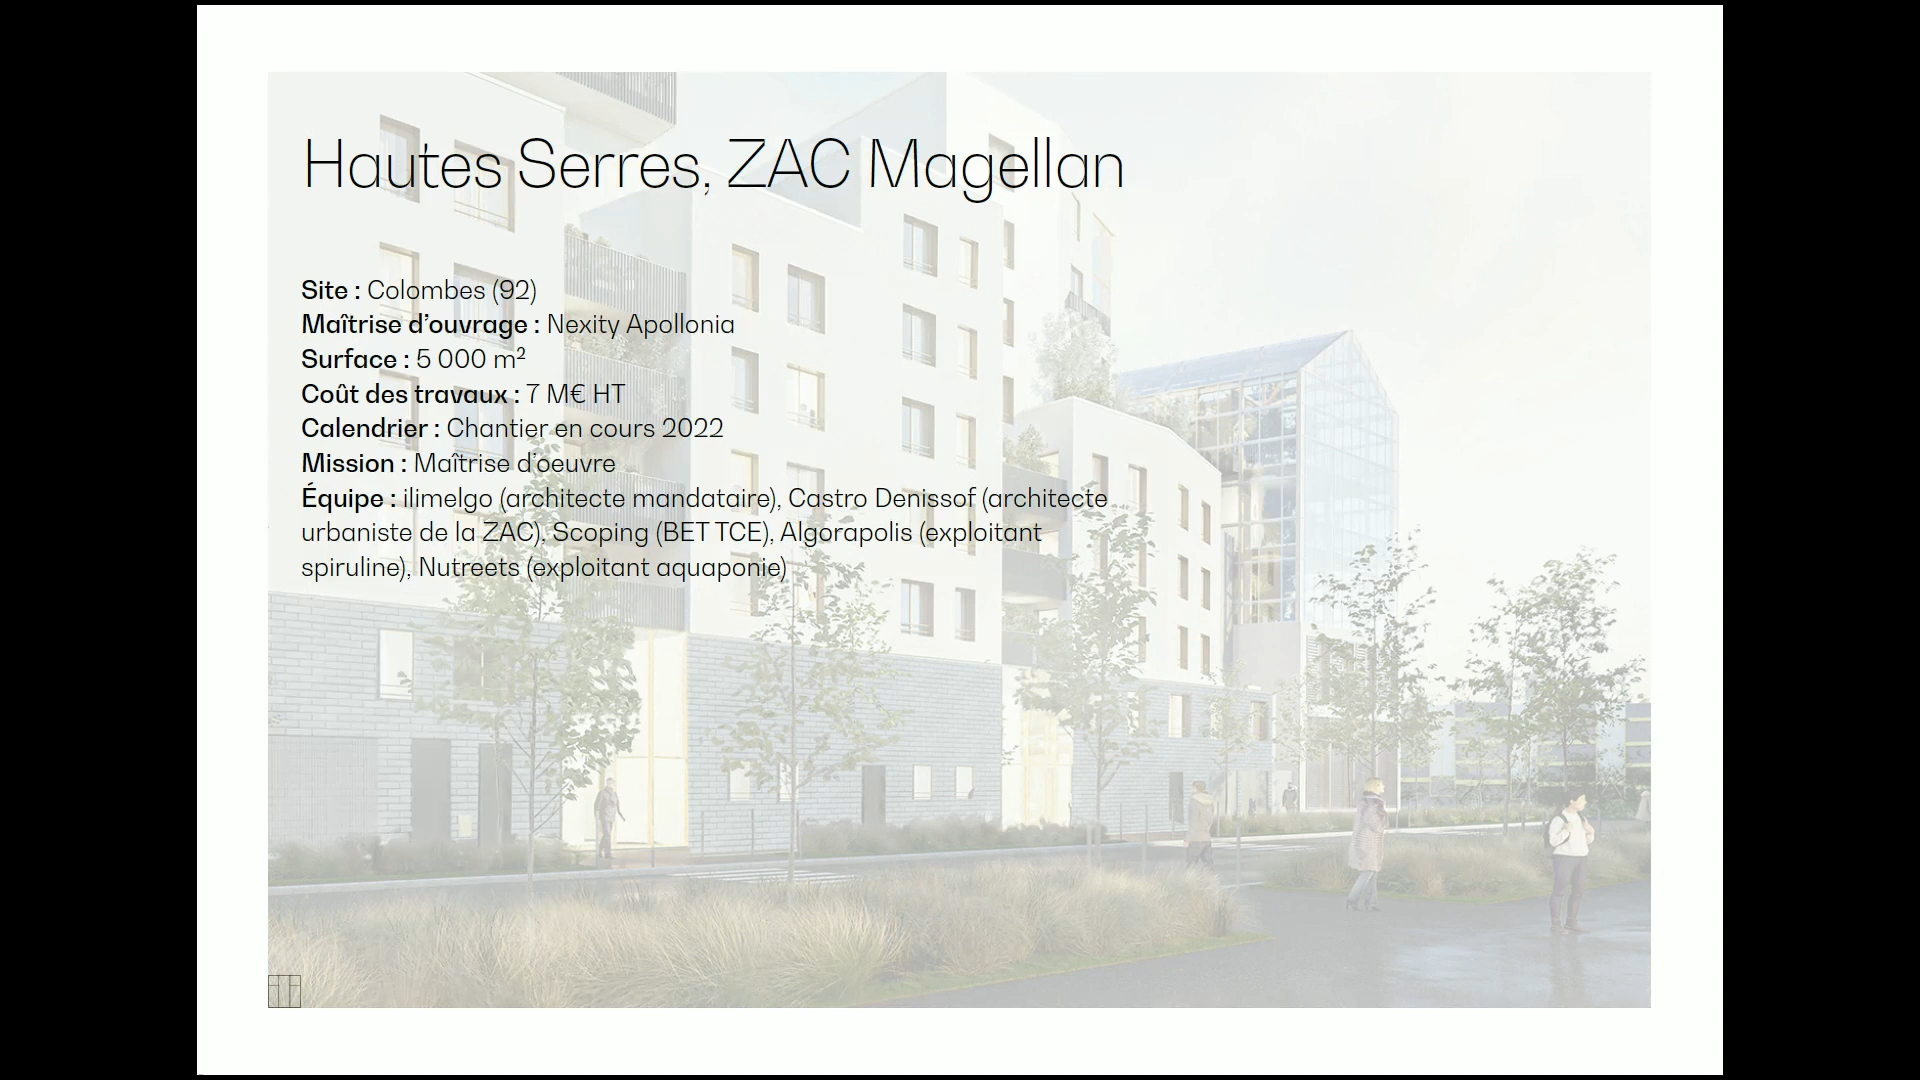 Hautes Serres, ZAC Magellan
Site : Colombes (92)
Maîtrise d’ouvrage : Nexity Apollonia
Surface : 5 000 m²
Coût des travaux : 7 M€ HT
Calendrier : Chantier en cours 2022
Mission : Maîtrise d’oeuvre
Équipe : ilimelgo (architecte mandataire), Castro Denissof (architecte
urbaniste de la ZAC), Scoping (BET TCE), Algorapolis (exploitant
spiruline), Nutreets (exploitant aquaponie)